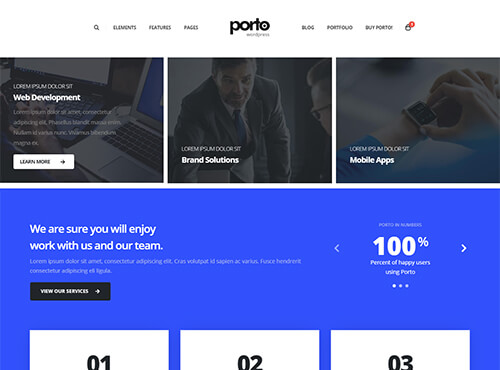 ELEMENTS FEATURES PAGES porto BLOG PORTFOLIO BUY PORTO!
wordpress
LOREM IPSUM DOLOR SIT
Web Development
Lorem ipsum dolor sit amet, consectetur
adipiscing elit. Phasellus blandit massa enim.
Nullam id varius nunc. Vivamus bibendum
magna ex.
LEARN MORE
LOREM IPSUM DOLOR SIT
Brand Solutions
LOREM IPSUM DOLOR SIT
Mobile Apps
We are sure you will enjoy
work with us and our team.
Lorem ipsum dolor sit amet, consectetur adipiscing elit. Cras volutpat id sapien ac varius. Fusce hendrerit
consectetur adipiscing eli ligula.
VIEW OUR SERVICES
PORTO IN NUMBERS
100%
Percent of happy users
using Porto
01
02
03